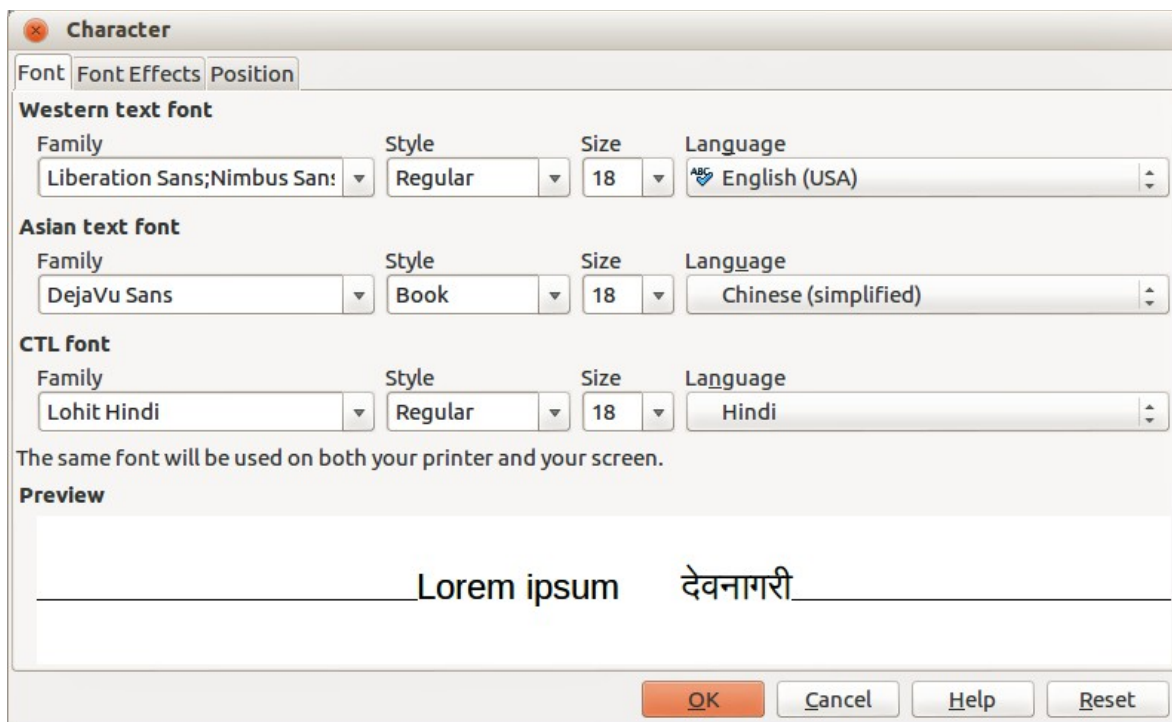 Character
Font Font Effects Position
Western text font
Family Style Size Language
Liberation Sans;Nimbus Sans Regular 18 ABC English (USA)
Asian text font
Family Style Size Language
DejaVu Sans Book 18 Chinese (simplified)
CTL font
Family Style Size Language
Lohit Hindi Regular 18 Hindi
The same font will be used on both your printer and your screen.
Preview
Lorem ipsum देवनागरी
OK Cancel Help Reset